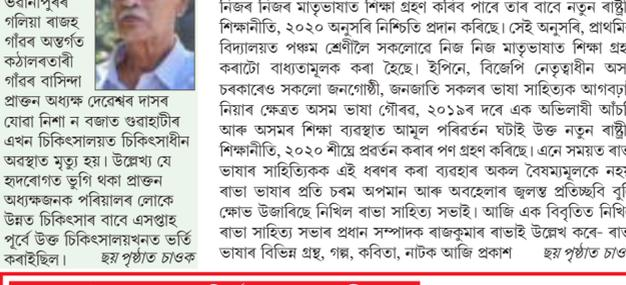 ভৱানীপুৰৰ
গলিয়া ৰাজহ
গাঁৱৰ অন্তৰ্গত
কঠালৰতাৰী
গাঁৱৰ বাসিন্দা
প্ৰাক্তন অধ্যক্ষ দেৱেশ্বৰ দাসৰ
যোৱা নিশা ন বজাত গুৱাহাটীৰ
এখন চিকিৎসালয়ত চিকিৎসাধীন
অৱস্থাত মৃত্যু হয়। উল্লেখ্য যে
হৃদৰোগত ভুগি থকা প্ৰাক্তন
অধ্যক্ষজনক পৰিয়ালৰ লোকে
উন্নত চিকিৎসাৰ বাবে এসপ্তাহ
পূৰ্বে উক্ত চিকিৎসালয়খনত ভৰ্তি
কৰাইছিল। ছয় পৃষ্ঠাত চাওক
নিজৰ নিজৰ মাতৃভাষাত শিক্ষা গ্ৰহণ কৰিব পাৰে তাৰ বাবে নতুন ৰাষ্ট্ৰী
শিক্ষানীতি, ২০২০ অনুসৰি নিশ্চিতি প্ৰদান কৰিছে। সেই অনুসৰি, প্ৰাথমি
বিদ্যালয়ত পঞ্চম শ্ৰেণীলৈ সকলোৱে নিজ নিজ মাতৃভাষাত শিক্ষা গ্ৰহ
কৰাটো বাধ্যতামূলক কৰা হৈছে। ইপিনে, বিজেপি নেতৃত্বাধীন অস
চৰকাৰেও সকলো জনগোষ্ঠী, জনজাতি সকলৰ ভাষা সাহিত্যক আগবঢ়া
নিয়াৰ ক্ষেত্ৰত অসম ভাষা গৌৰৱ, ২০১৯ৰ দৰে এক অভিলাষী আঁচ
আৰু অসমৰ শিক্ষা ব্যৱস্থাত আমূল পৰিৱৰ্তন ঘটাই উক্ত নতুন ৰাষ্ট্ৰী
শিক্ষানীতি, ২০২০ শীঘ্ৰে প্ৰৱৰ্তন কৰাৰ পণ গ্ৰহণ কৰিছে। এনে সময়ত ৰাভ
ভাষাৰ সাহিত্যিকক এই ধৰণৰ কৰা ব্যৱহাৰ অকল বৈষম্যমূলকে নহয়
ৰাভা ভাষাৰ প্ৰতি চৰম অপমান আৰু অবহেলাৰ জ্বলন্ত প্ৰতিচ্ছবি বু
ক্ষোভ উজাৰিছে নিখিল ৰাভা সাহিত্য সভাই। আজি এক বিবৃতিত নিখি
ৰাভা সাহিত্য সভাৰ প্ৰধান সম্পাদক ৰাজকুমাৰ ৰাভাই উল্লেখ কৰে- ৰাভ
ভাষাৰ বিভিন্ন গ্ৰন্থ, গল্প, কবিতা, নাটক আজি প্ৰকাশ ছয় পৃষ্ঠাত চাও